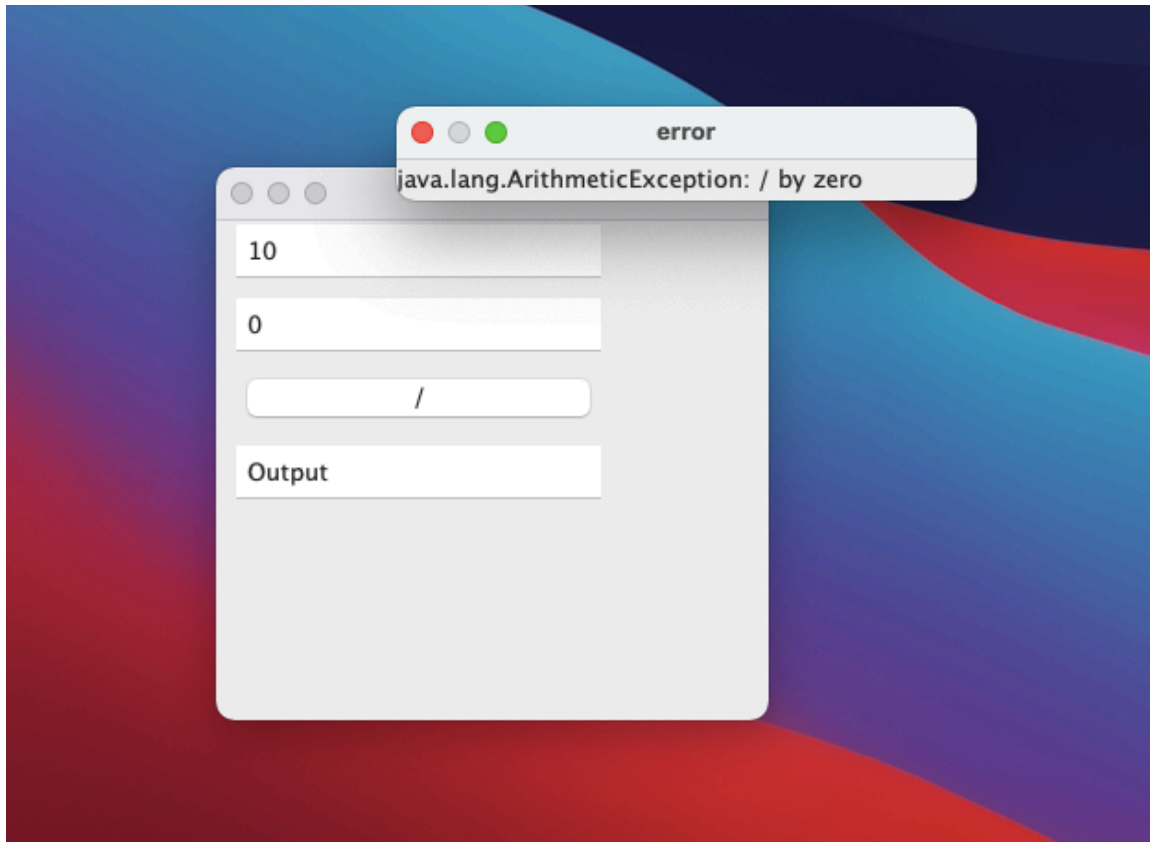 error
java.lang.ArithmeticException: / by zero
10
0
/
Output